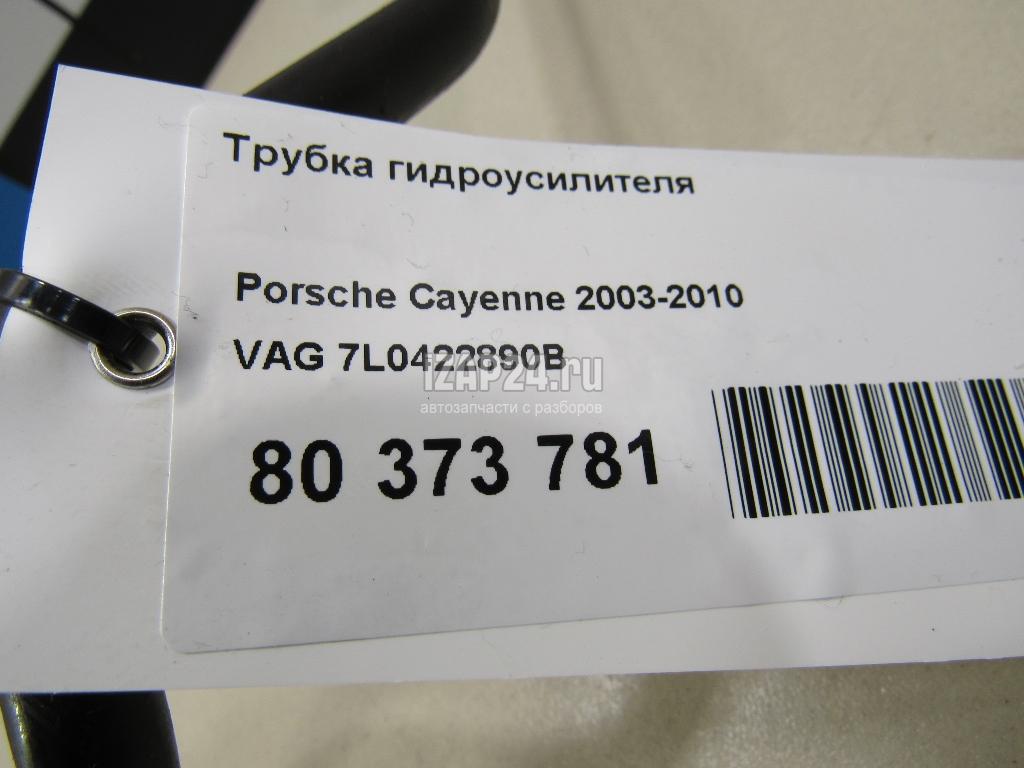 Трубка гидроусилителя
Porsche Cayenne 2003-2010
VAG 7L0422890B
iZAP24.ru
автозапчасти с разборов
80 373 781